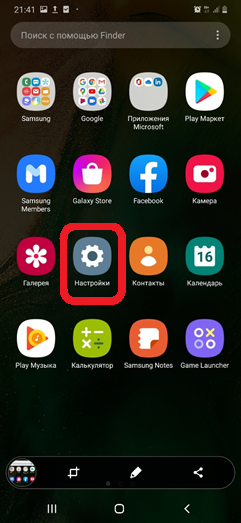 21:41
Поиск с помощью Finder
Samsung
Google
Приложения
Microsoft
Play Маркет
Samsung
Members
Galaxy Store
Facebook
Камера
Галерея
Настройки
Контакты
16
Календарь
Play Музыка
Калькулятор
Samsung Notes
Game Launcher